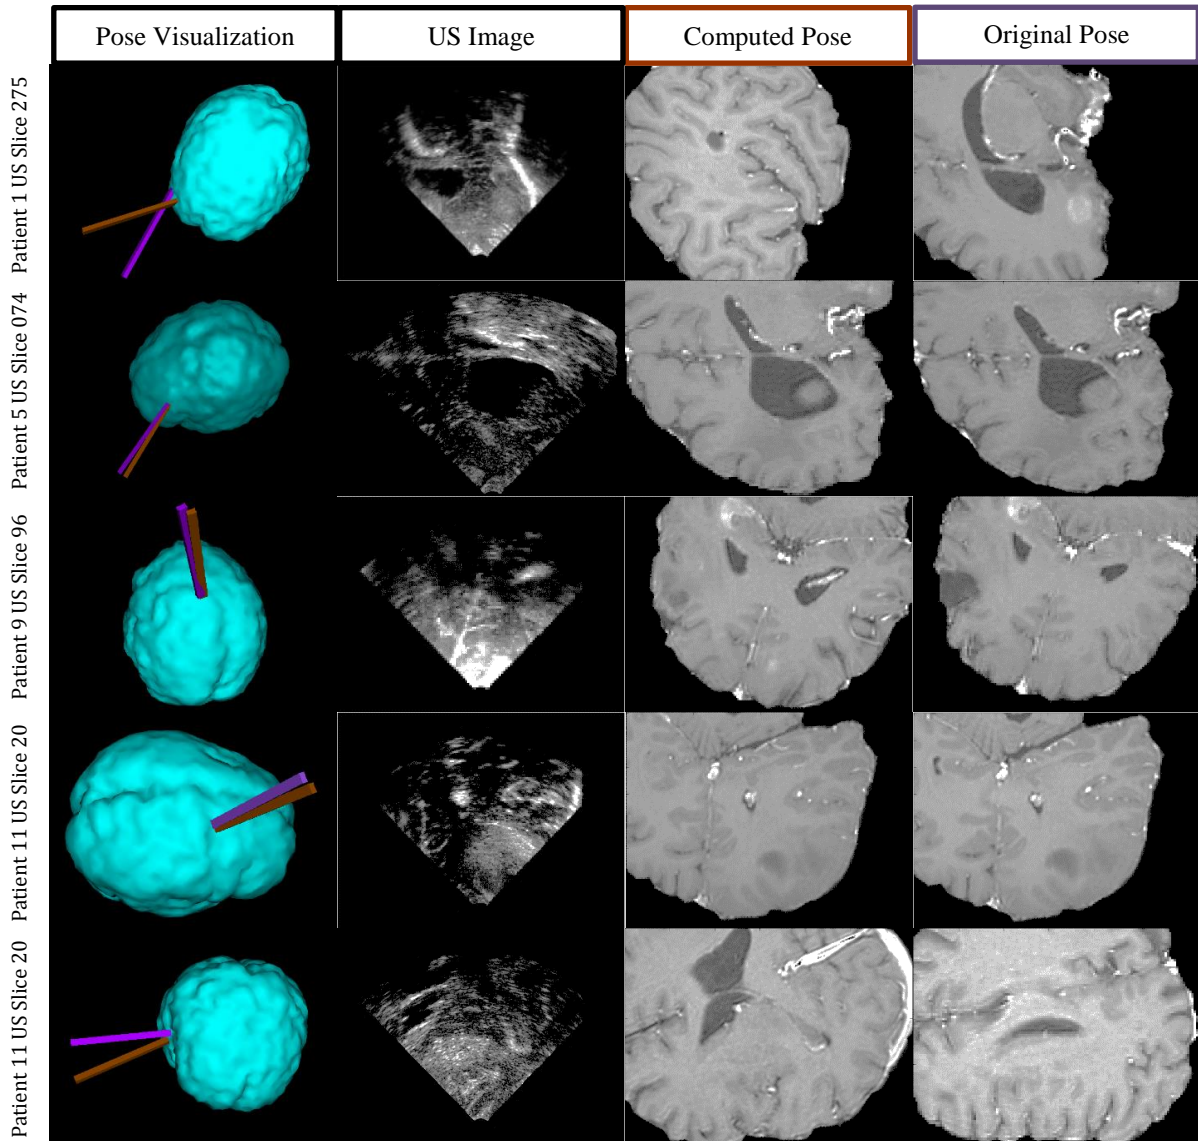 Pose Visualization
US Image
Computed Pose
Original Pose
Patient 1 US Slice 275
Patient 5 US Slice 074
Patient 9 US Slice 96
Patient 11 US Slice 20
Patient 11 US Slice 20